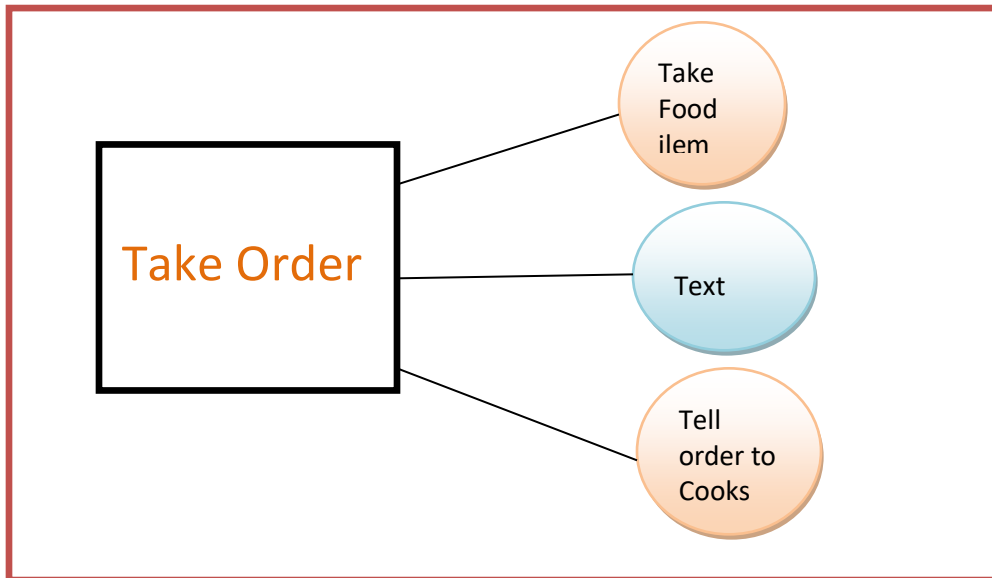 Take
Food
ilem
Take Order
Text
Tell
order to
Cooks